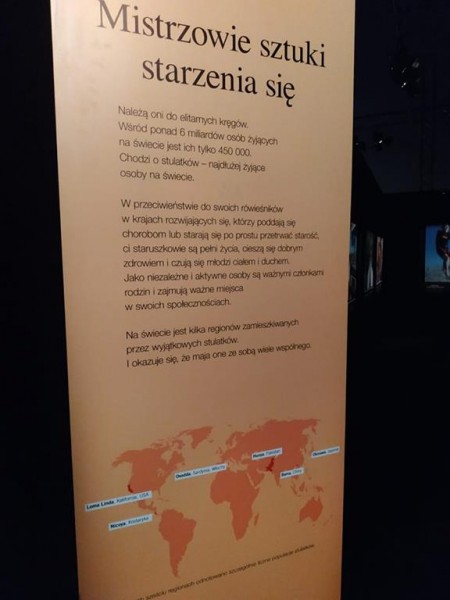 Mistrzowie sztuki
starzenia się
Należą oni do elitarnych kręgów.
Wśród ponad 6 miliardów osób żyjących
na świecie jest ich tylko 450 000.
Chodzi o stulatków – najdłużej żyjące
osoby na świecie.
W przeciwieństwie do swoich rówieśników
w krajach rozwijających się, którzy poddają się
chorobom lub starają się po prostu przetrwać starość,
ci staruszkowie są pełni życia, cieszą się dobrym
zdrowiem i czują się młodzi ciałem i duchem.
Jako niezależne i aktywne osoby są ważnymi członkami
rodzin i zajmują ważne miejsca
w swoich społecznościach.
Na świecie jest kilka regionów zamieszkiwanych
przez wyjątkowych stulatków.
I okazuje się, że maja one ze sobą wiele wspólnego.
Loma Linda, Kalifornia, USA
Nicoya, Kostaryka